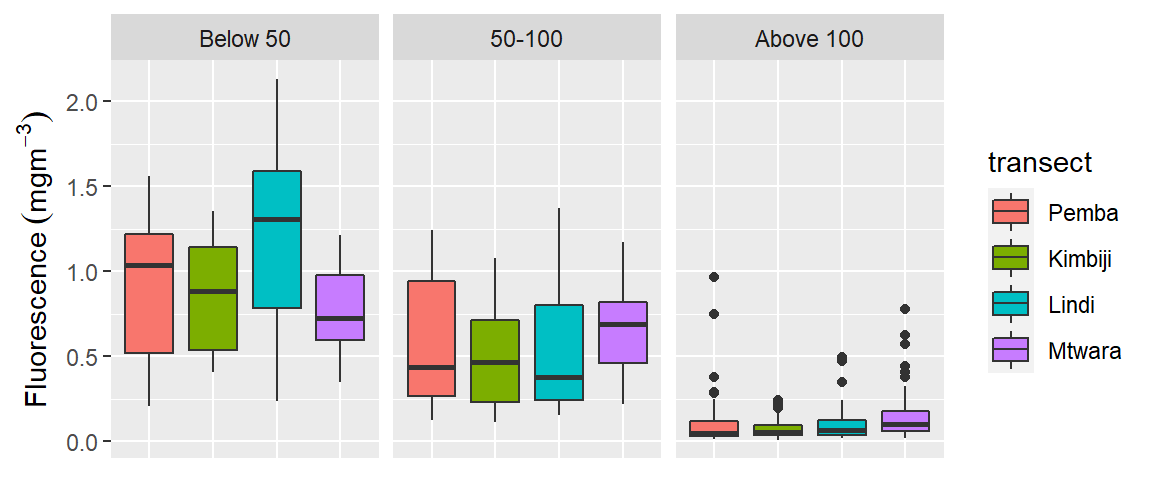 Below 50
50-100
Above 100
Fluorescence (mgm⁻³)
2.0
1.5
1.0
0.5
0.0
transect
Pemba
Kimbiji
Lindi
Mtwara